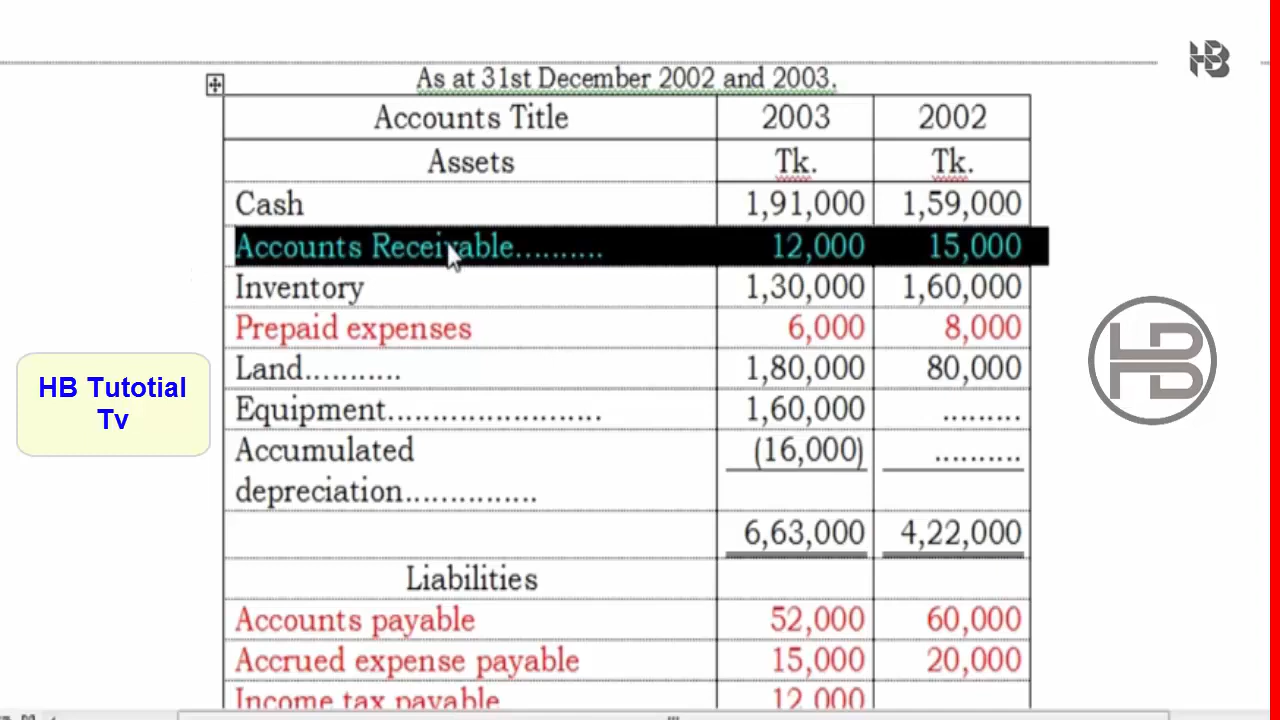 HB
As at 31st December 2002 and 2003.
Accounts Title 2003 2002
Assets Tk. Tk.
Cash 1,91,000 1,59,000
Accounts Receivable.......... 12,000 15,000
Inventory 1,30,000 1,60,000
Prepaid expenses 6,000 8,000
Land........... 1,80,000 80,000
Equipment........................ 1,60,000 .........
Accumulated (16,000) ..........
depreciation...............
6,63,000 4,22,000
Liabilities
Accounts payable 52,000 60,000
Accrued expense payable 15,000 20,000
Income tax payable 12,000
HB Tutotial
Tv
HB